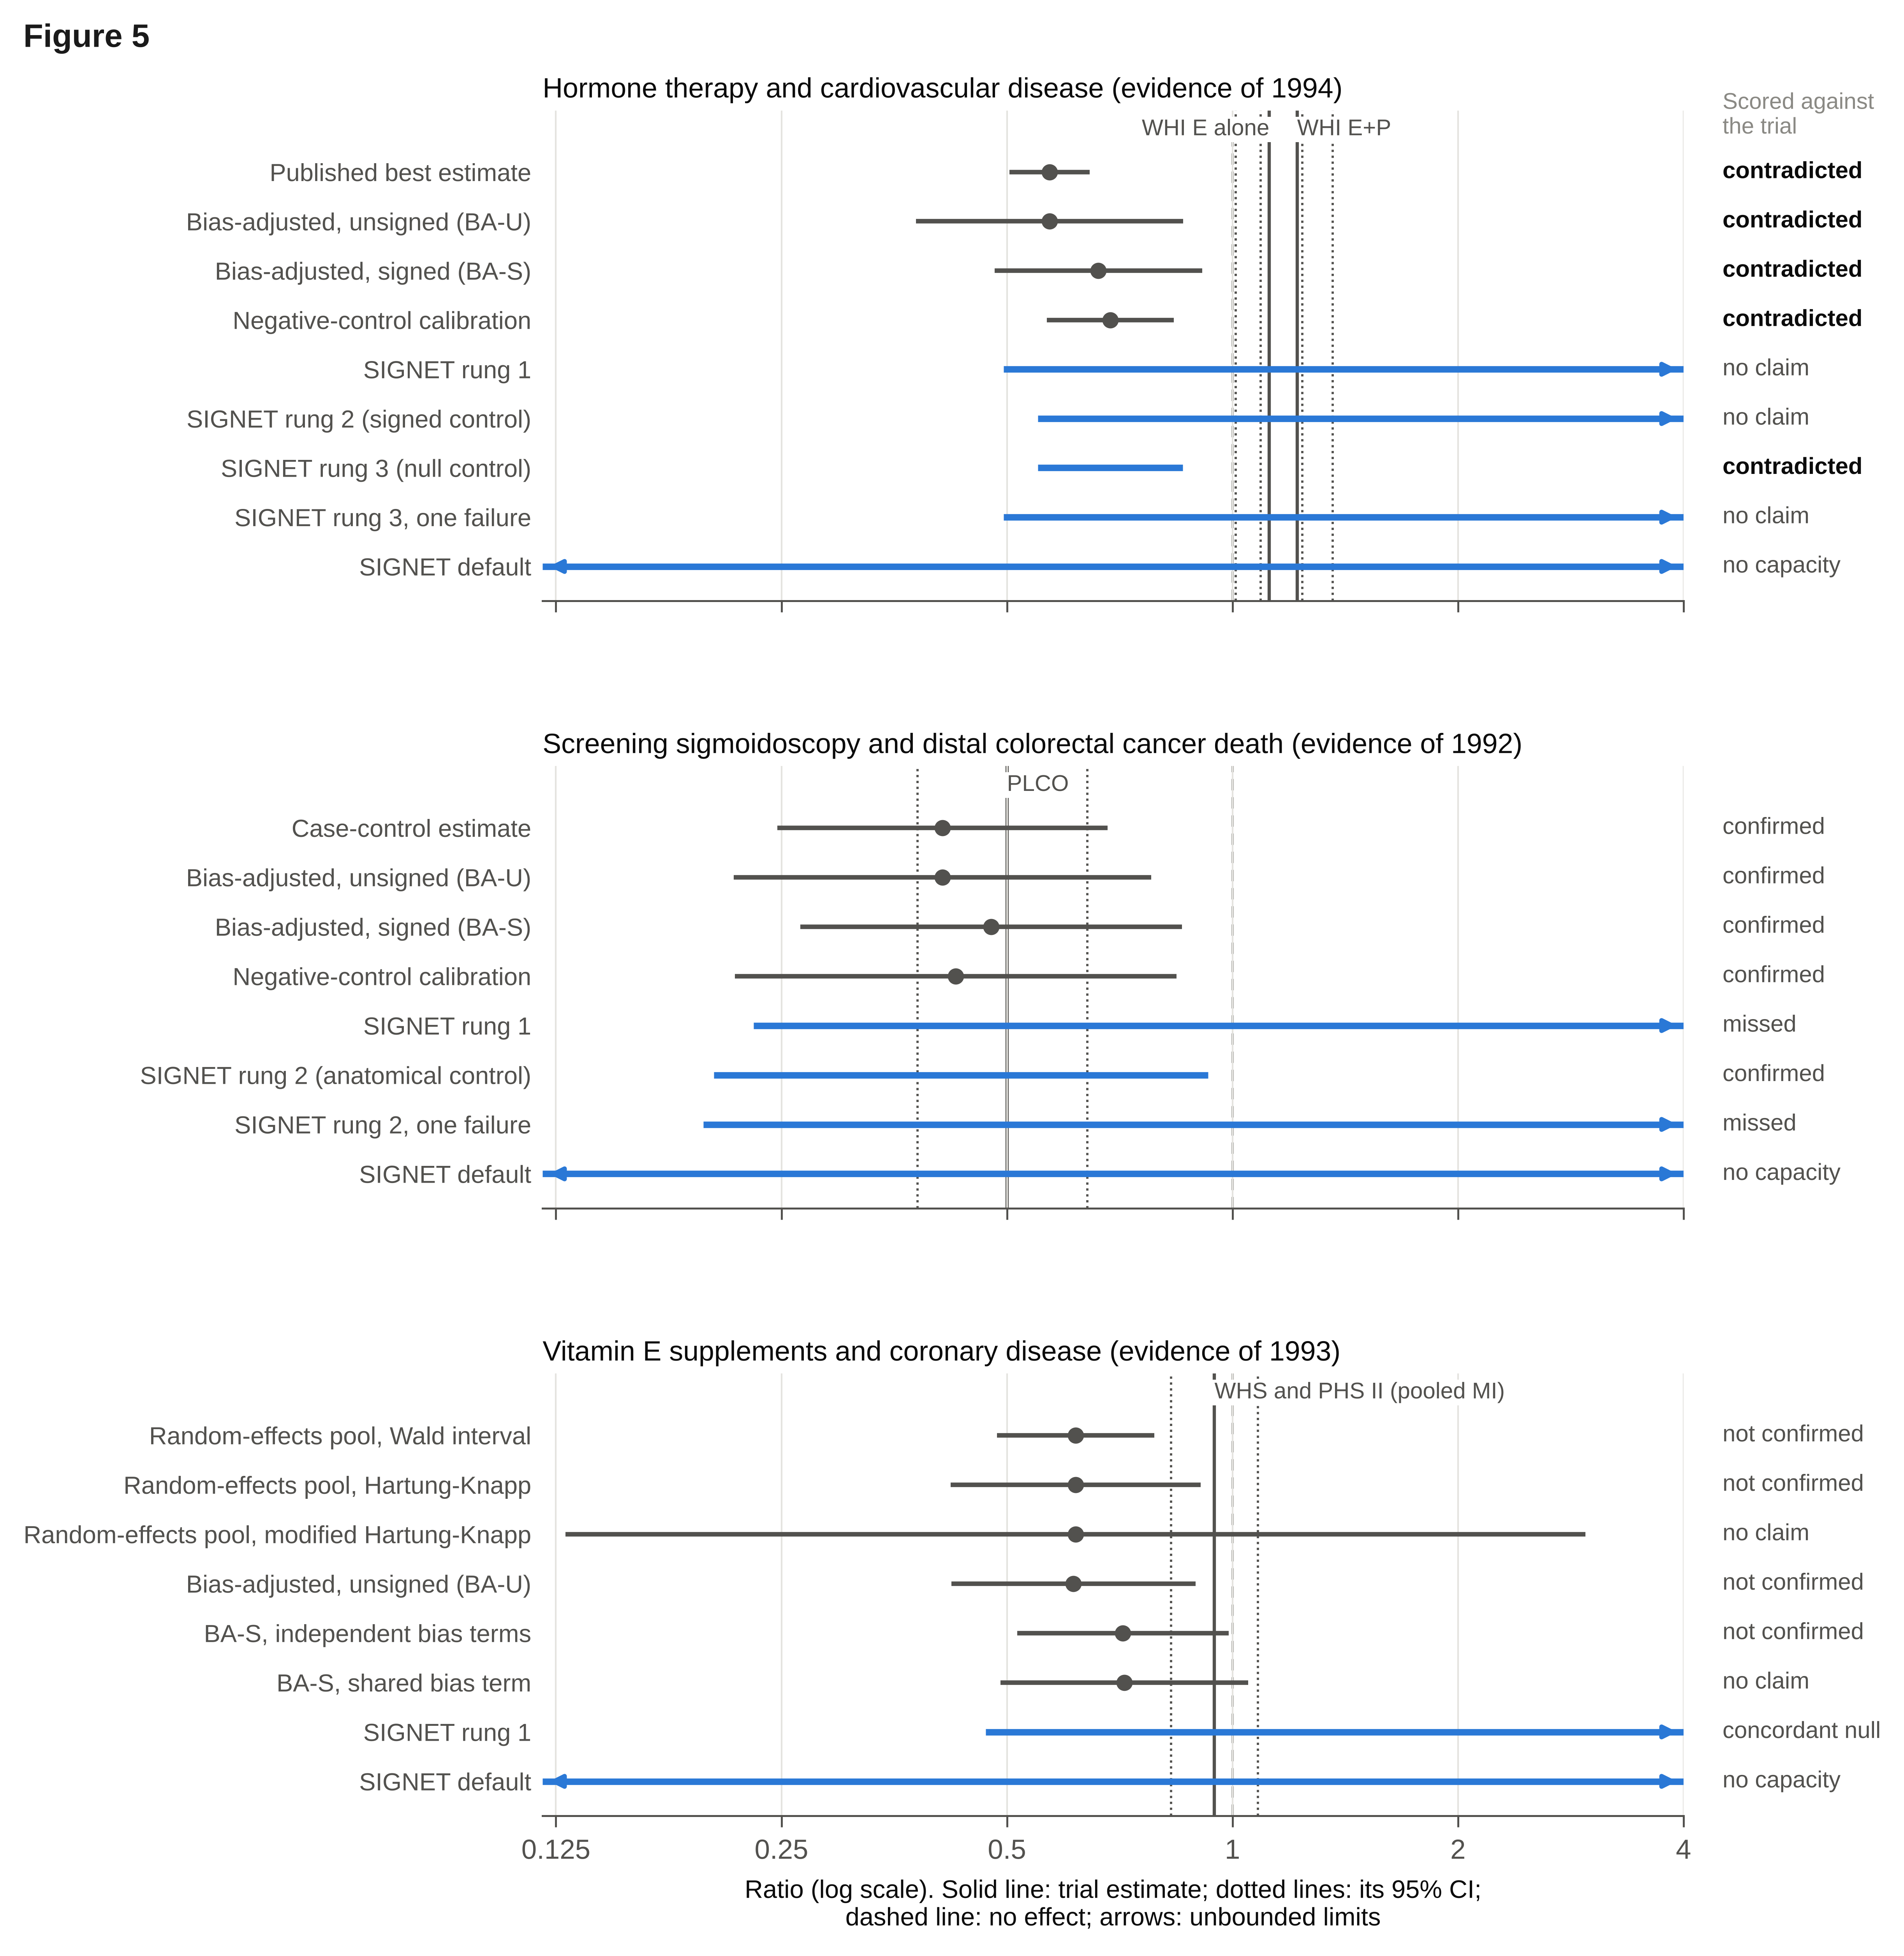 Figure 5
Hormone therapy and cardiovascular disease (evidence of 1994)
Scored against
the trial
WHI E alone WHI E+P
Published best estimate contradicted
Bias-adjusted, unsigned (BA-U) contradicted
Bias-adjusted, signed (BA-S) contradicted
Negative-control calibration contradicted
SIGNET rung 1 no claim
SIGNET rung 2 (signed control) no claim
SIGNET rung 3 (null control) contradicted
SIGNET rung 3, one failure no claim
SIGNET default no capacity
Screening sigmoidoscopy and distal colorectal cancer death (evidence of 1992)
PLCO
Case-control estimate confirmed
Bias-adjusted, unsigned (BA-U) confirmed
Bias-adjusted, signed (BA-S) confirmed
Negative-control calibration confirmed
SIGNET rung 1 missed
SIGNET rung 2 (anatomical control) confirmed
SIGNET rung 2, one failure missed
SIGNET default no capacity
Vitamin E supplements and coronary disease (evidence of 1993)
WHS and PHS II (pooled MI)
Random-effects pool, Wald interval not confirmed
Random-effects pool, Hartung-Knapp not confirmed
Random-effects pool, modified Hartung-Knapp no claim
Bias-adjusted, unsigned (BA-U) not confirmed
BA-S, independent bias terms not confirmed
BA-S, shared bias term no claim
SIGNET rung 1 concordant null
SIGNET default no capacity
0.125 0.25 0.5 1 2 4
Ratio (log scale). Solid line: trial estimate; dotted lines: its 95% CI;
dashed line: no effect; arrows: unbounded limits